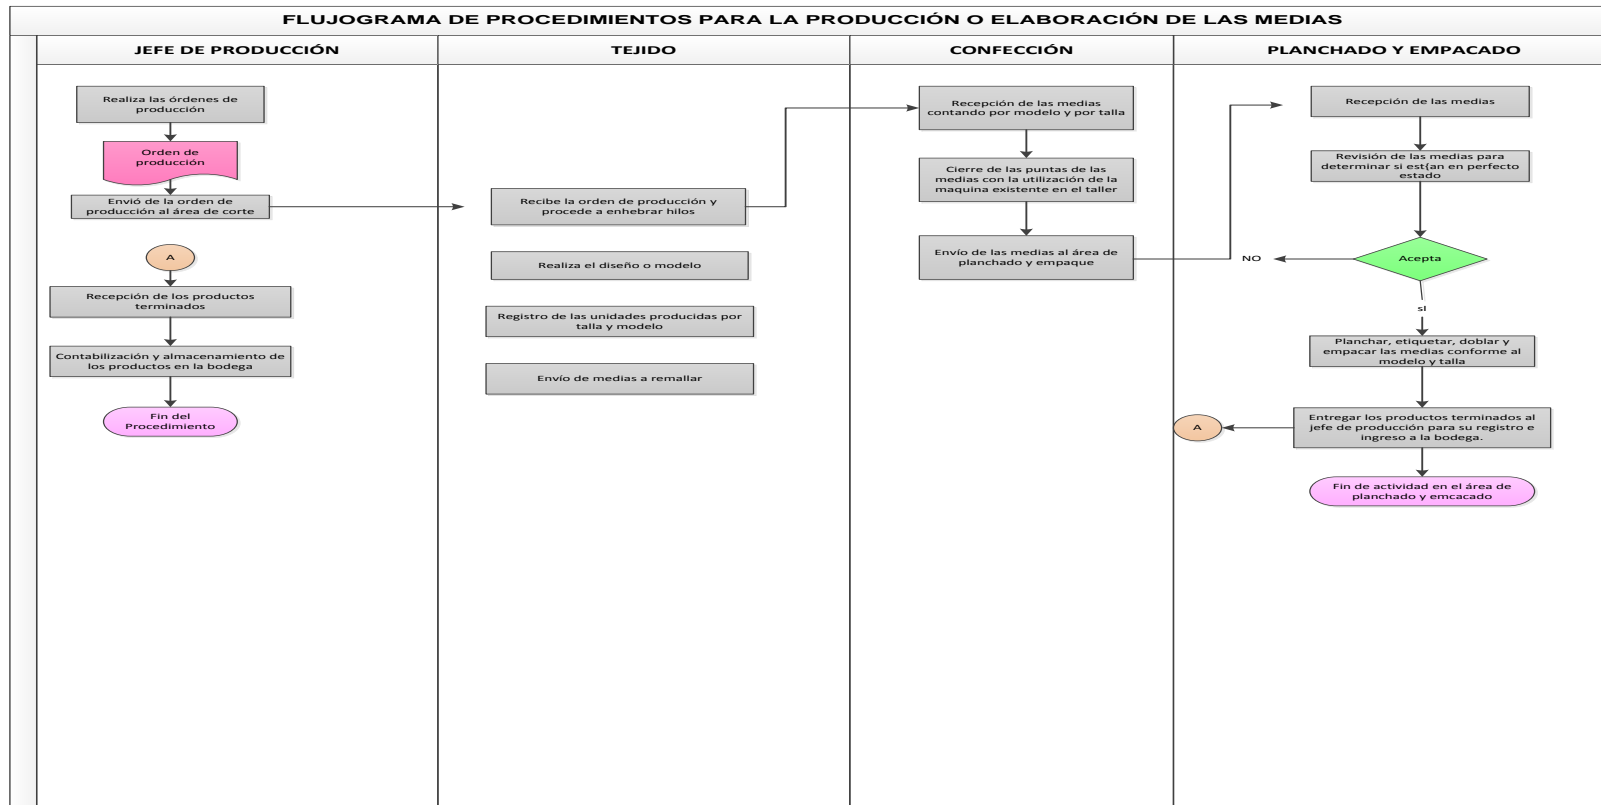 FLUJOGRAMA DE PROCEDIMIENTOS PARA LA PRODUCCIÓN O ELABORACIÓN DE LAS MEDIAS
JEFE DE PRODUCCIÓN
Realiza las órdenes de
producción
Orden de
producción
Envió de la orden de
producción al área de corte
A
Recepción de los productos
terminados
Contabilización y almacenamiento de
los productos en la bodega
Fin del
Procedimiento
TEJIDO
Recibe la orden de producción y
procede a enhebrar hilos
Realiza el diseño o modelo
Registro de las unidades producidas por
talla y modelo
Envío de medias a remallar
CONFECCIÓN
Recepción de las medias
contando por modelo y por talla
Cierre de las puntas de las
medias con la utilización de la
maquina existente en el taller
Envío de las medias al área de
planchado y empaque
PLANCHADO Y EMPACADO
Recepción de las medias
Revisión de las medias para
determinar si est{an en perfecto
estado
Acepta
NO
sI
Planchar, etiquetar, doblar y
empacar las medias conforme al
modelo y talla
Entregar los productos terminados al
jefe de producción para su registro e
ingreso a la bodega.
A
Fin de actividad en el área de
planchado y emcacado